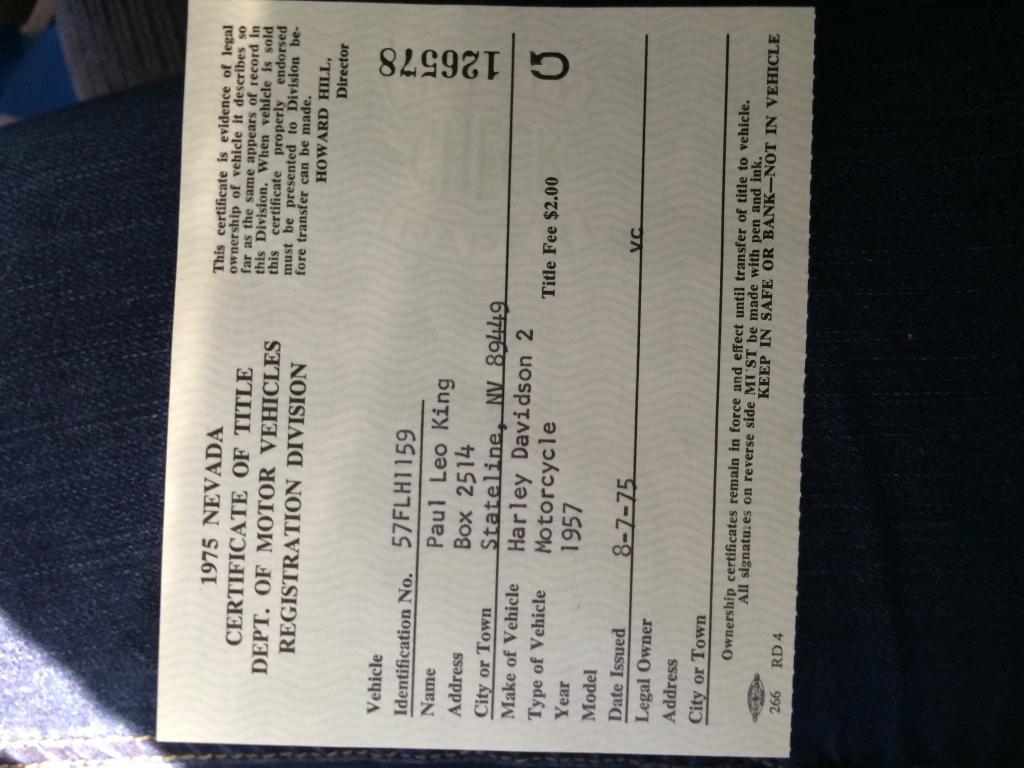 1975 NEVADA
CERTIFICATE OF TITLE
DEPT. OF MOTOR VEHICLES
REGISTRATION DIVISION
This certificate is evidence of legal
ownership of vehicle it describes so
far as the same appears of record in
this Division. When vehicle is sold
this certificate properly endorsed
must be presented to Division be-
fore transfer can be made.
HOWARD HILL,
Director
Vehicle
Identification No. 57FLH1159
126578
Name Paul Leo King
Address Box 2514
City or Town Stateline, NV 89449
Make of Vehicle Harley Davidson 2
Type of Vehicle Motorcycle Title Fee $2.00
Year 1957
Model
Date Issued 8-7-75 vc
Legal Owner
Address
City or Town
Ownership certificates remain in force and effect until transfer of title to vehicle.
All signatures on reverse side MUST be made with pen and ink.
KEEP IN SAFE OR BANK—NOT IN VEHICLE
266 RD 4